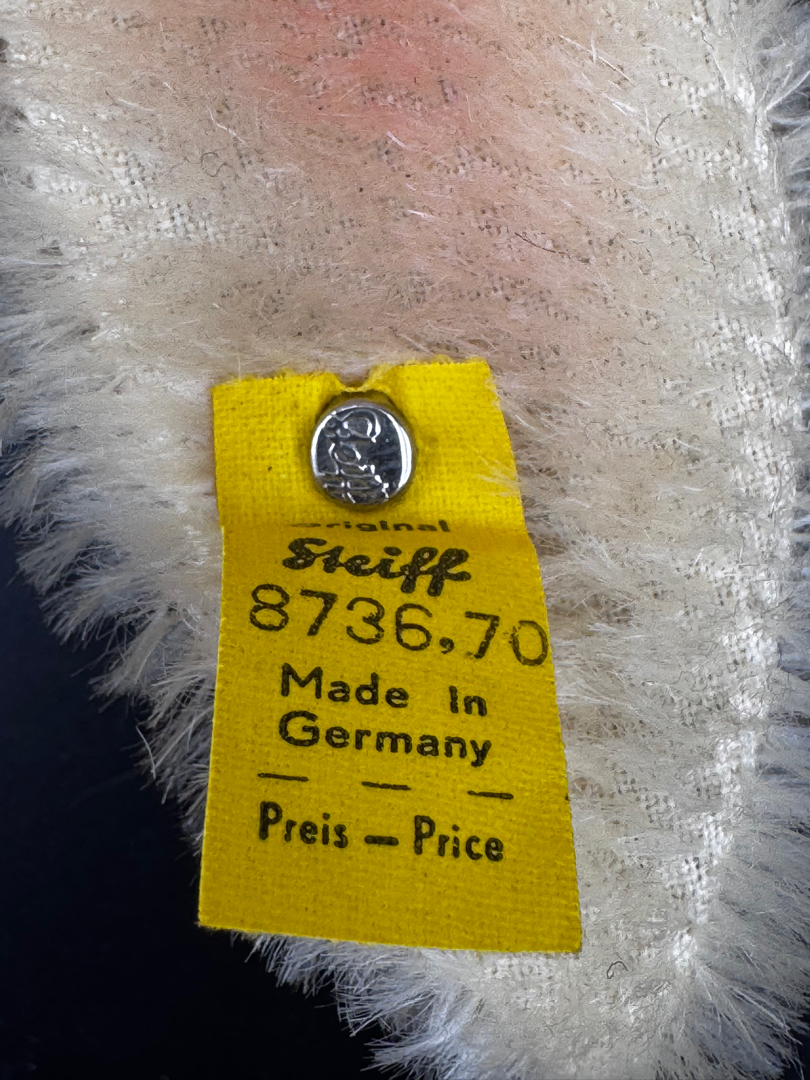 Original
Steiff
8736,70
Made In
Germany
— — —
Preis — Price